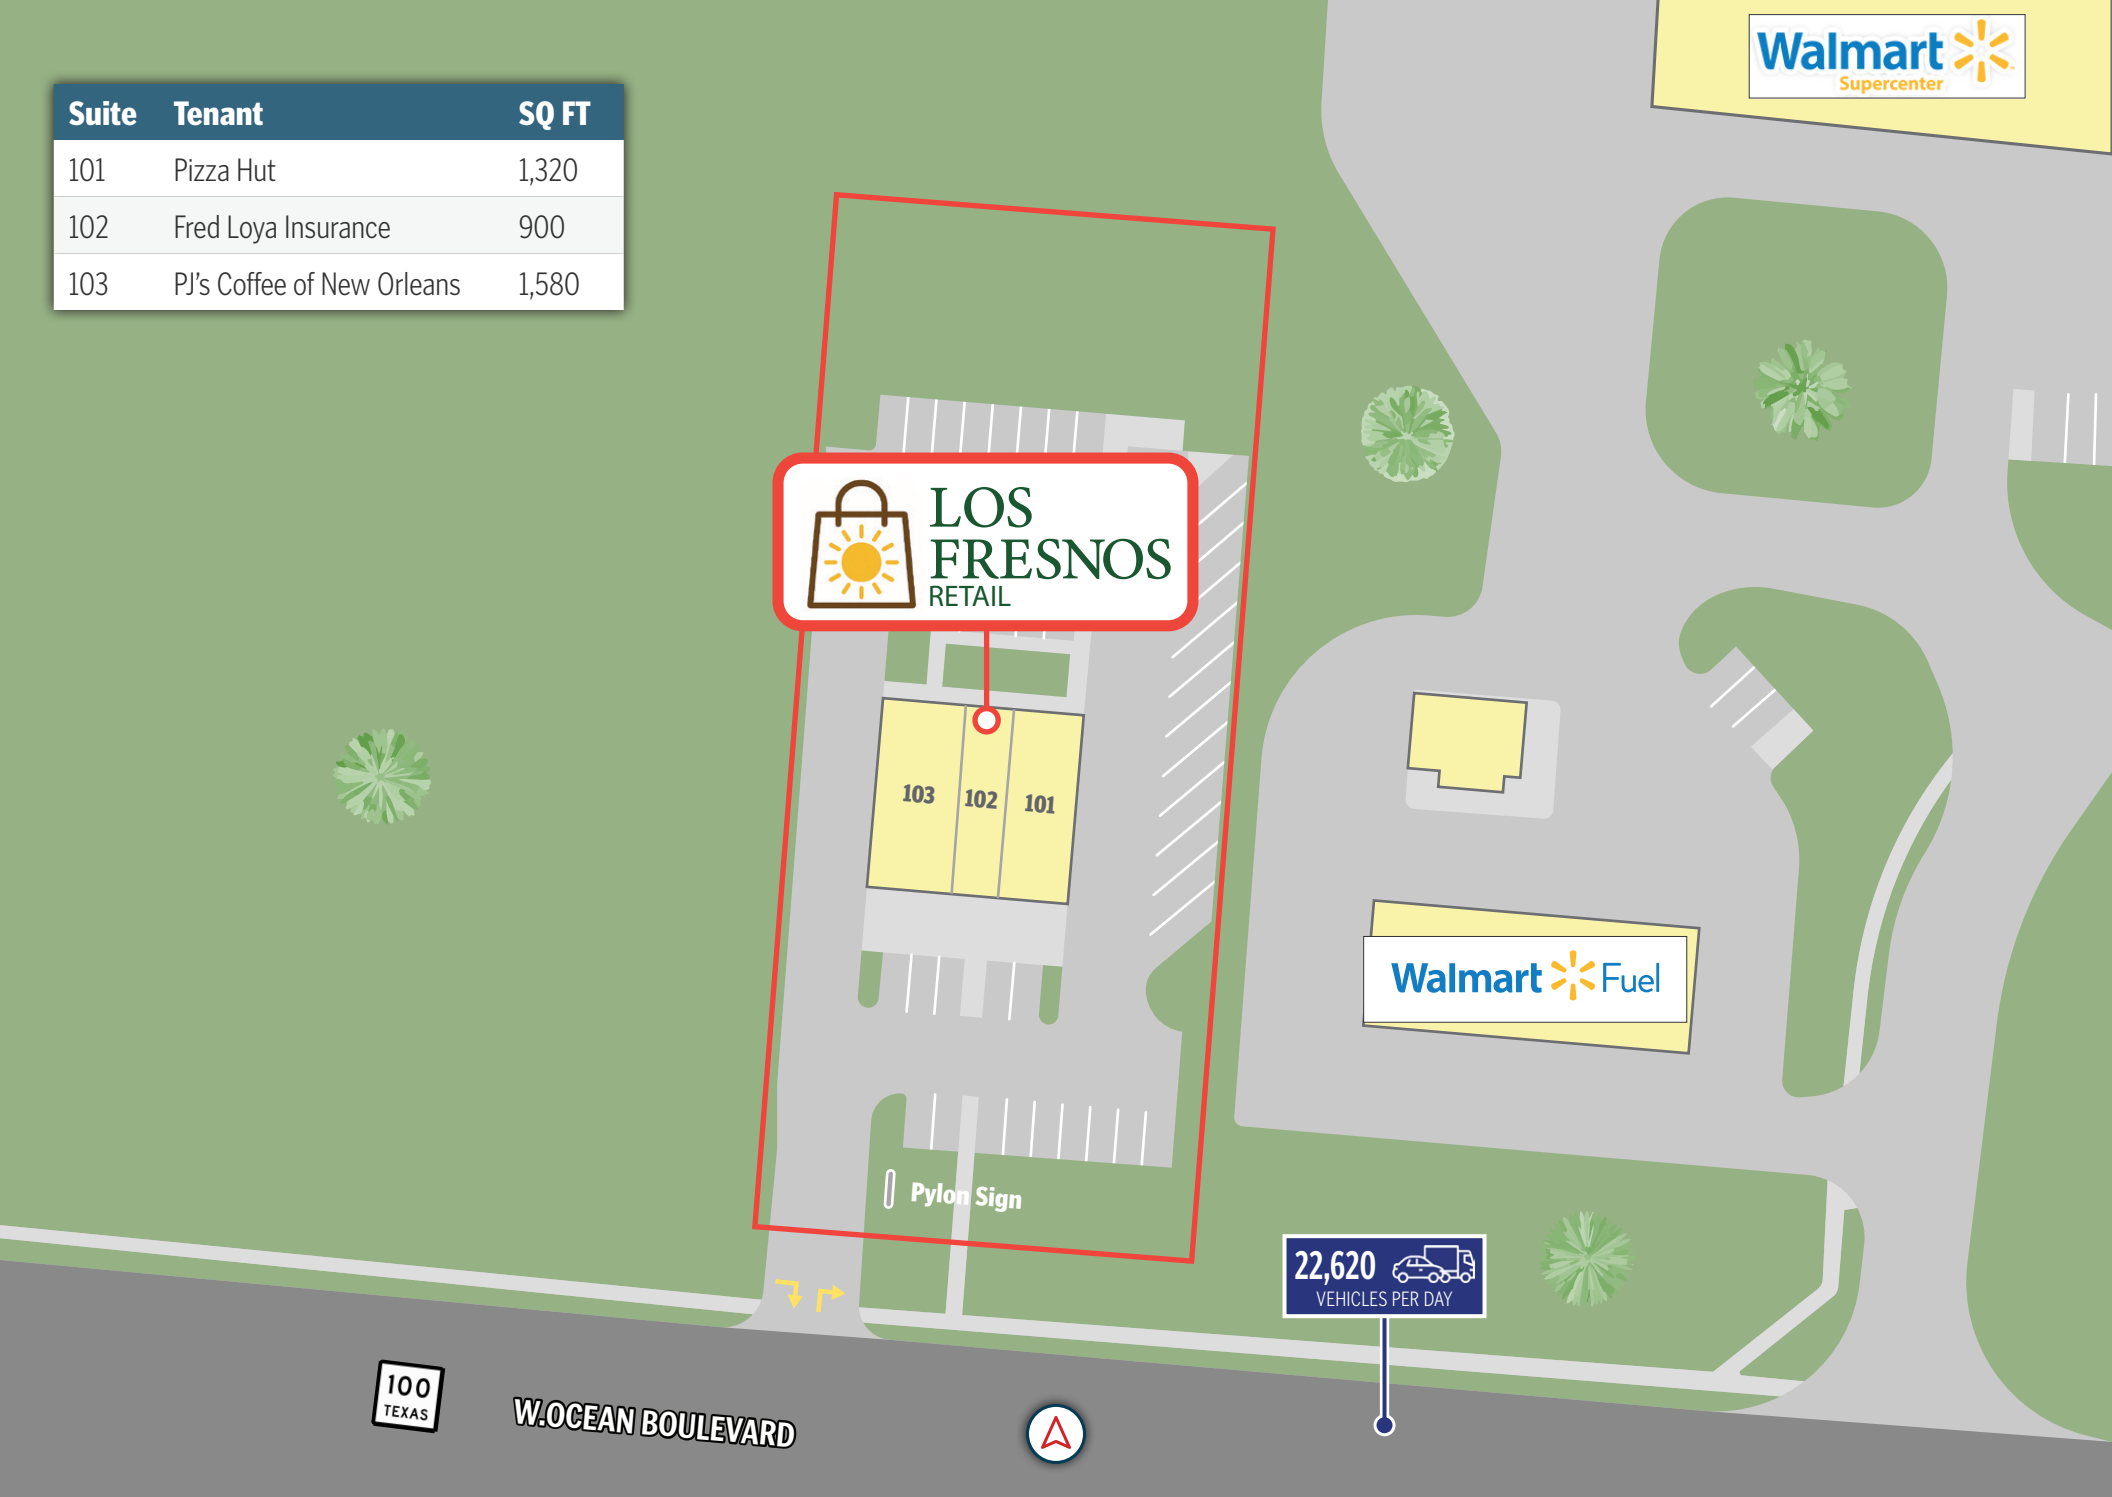 Suite Tenant SQ FT
101 Pizza Hut 1,320
102 Fred Loya Insurance 900
103 PJ's Coffee of New Orleans 1,580
Walmart
Supercenter
LOS
FRESNOS
RETAIL
103 102 101
Walmart Fuel
Pylon Sign
22,620
VEHICLES PER DAY
100
TEXAS
W.OCEAN BOULEVARD